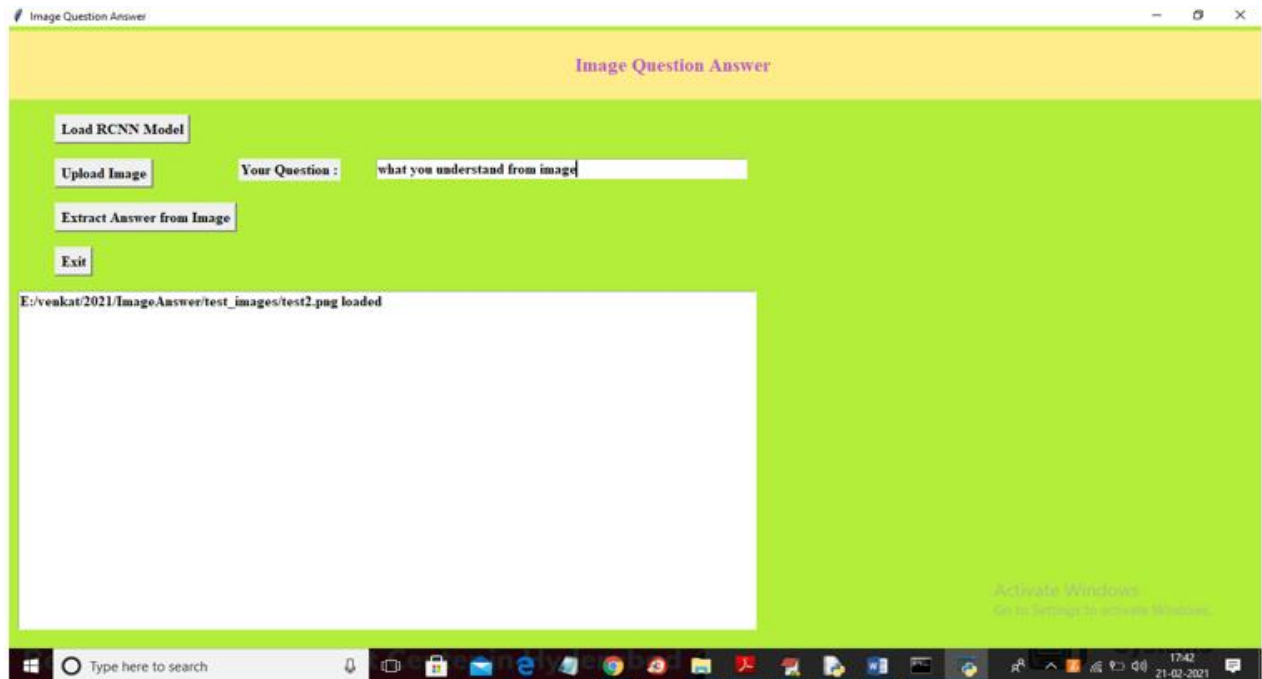 Image Question Answer
Image Question Answer
Load RCNN Model
Upload Image
Your Question :
what you understand from image
Extract Answer from Image
Exit
E:/venkat/2021/ImageAnswer/test_images/test2.png loaded
Activate Windows
Go to Settings to activate Windows.
Type here to search
17:42
21-02-2021